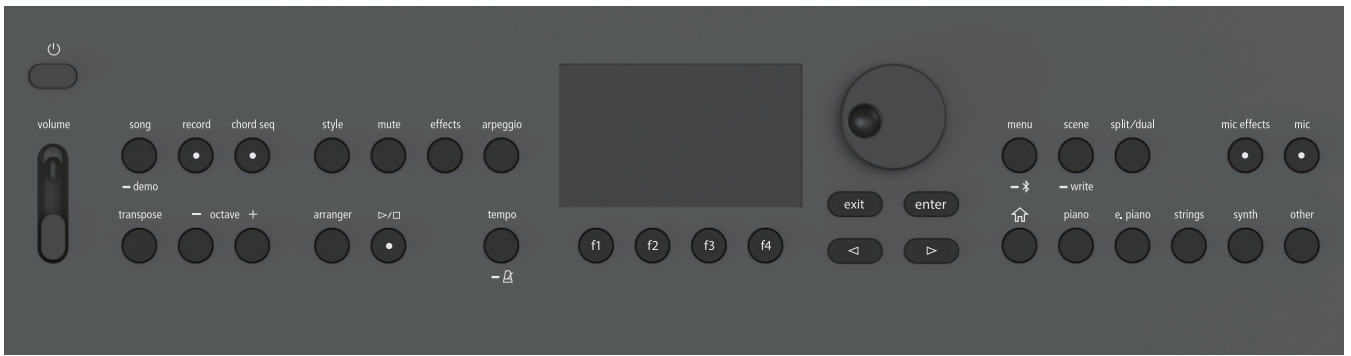 volume
song record chord seq
style mute effects arpeggio
menu scene split/dual
mic effects mic
– demo
– write
exit enter
transpose – octave +
arranger ▷/□
tempo
f1 f2 f3 f4
piano e. piano strings synth other